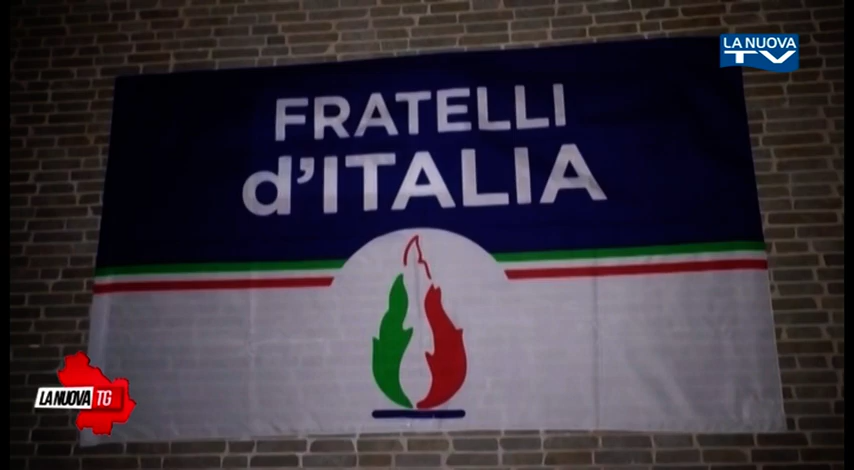 LA NUOVA
TV
FRATELLI
d'ITALIA
LA NUOVA TG